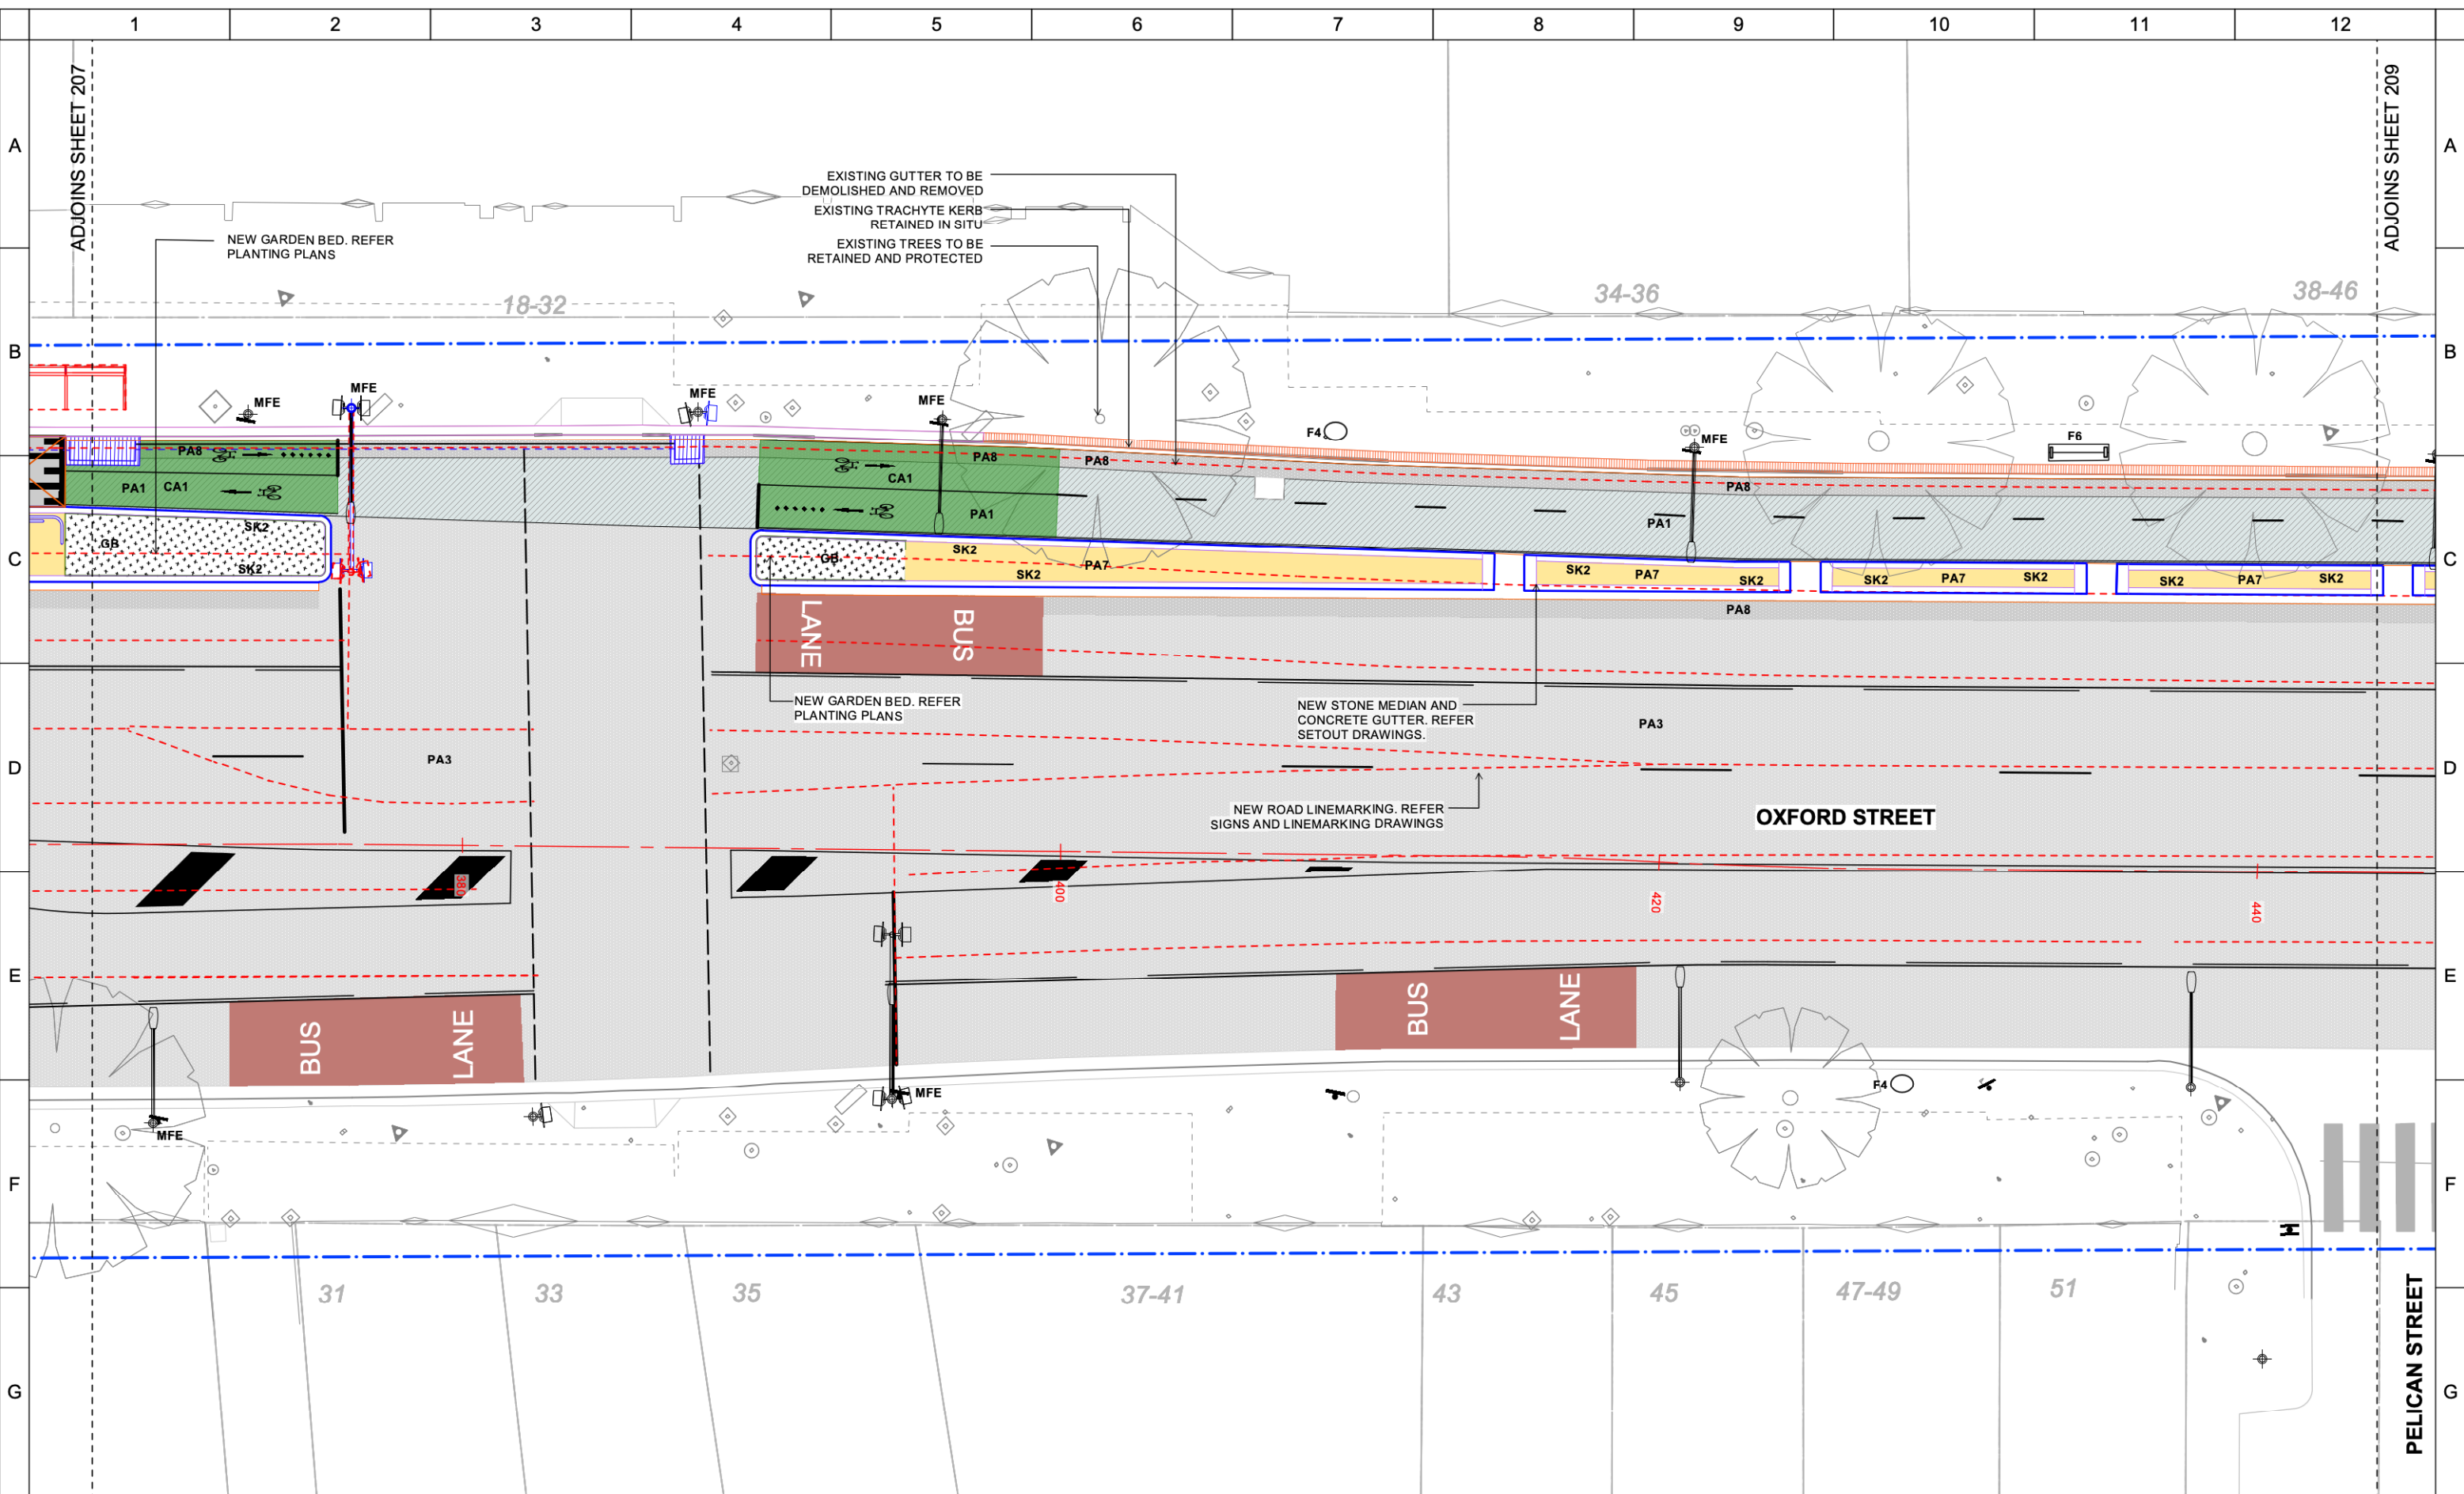 1 2 3 4 5 6 7 8 9 10 11 12
ADJOINS SHEET 207
ADJOINS SHEET 209
A A
EXISTING GUTTER TO BE
DEMOLISHED AND REMOVED
EXISTING TRACHYTE KERB
RETAINED IN SITU
EXISTING TREES TO BE
RETAINED AND PROTECTED
NEW GARDEN BED. REFER
PLANTING PLANS
18-32
34-36
38-46
B B
MFE
MFE
MFE
MFE
F4
MFE
F6
PA8
PA8
PA8
PA1 CA1
CA1
PA8
PA1
PA1
SK2
GB
SK2
GB
SK2
PA7
SK2
SK2
PA7
SK2
SK2
PA7
SK2
SK2
PA7
SK2
C C
PA8
LANE
BUS
NEW GARDEN BED. REFER
PLANTING PLANS
NEW STONE MEDIAN AND
CONCRETE GUTTER. REFER
SETOUT DRAWINGS.
PA3
PA3
D D
NEW ROAD LINEMARKING. REFER
SIGNS AND LINEMARKING DRAWINGS
OXFORD STREET
380
400
420
440
E E
BUS
LANE
BUS
LANE
MFE
MFE
F4
F F
31
33
35
37-41
43
45
47-49
51
PELICAN STREET
G G